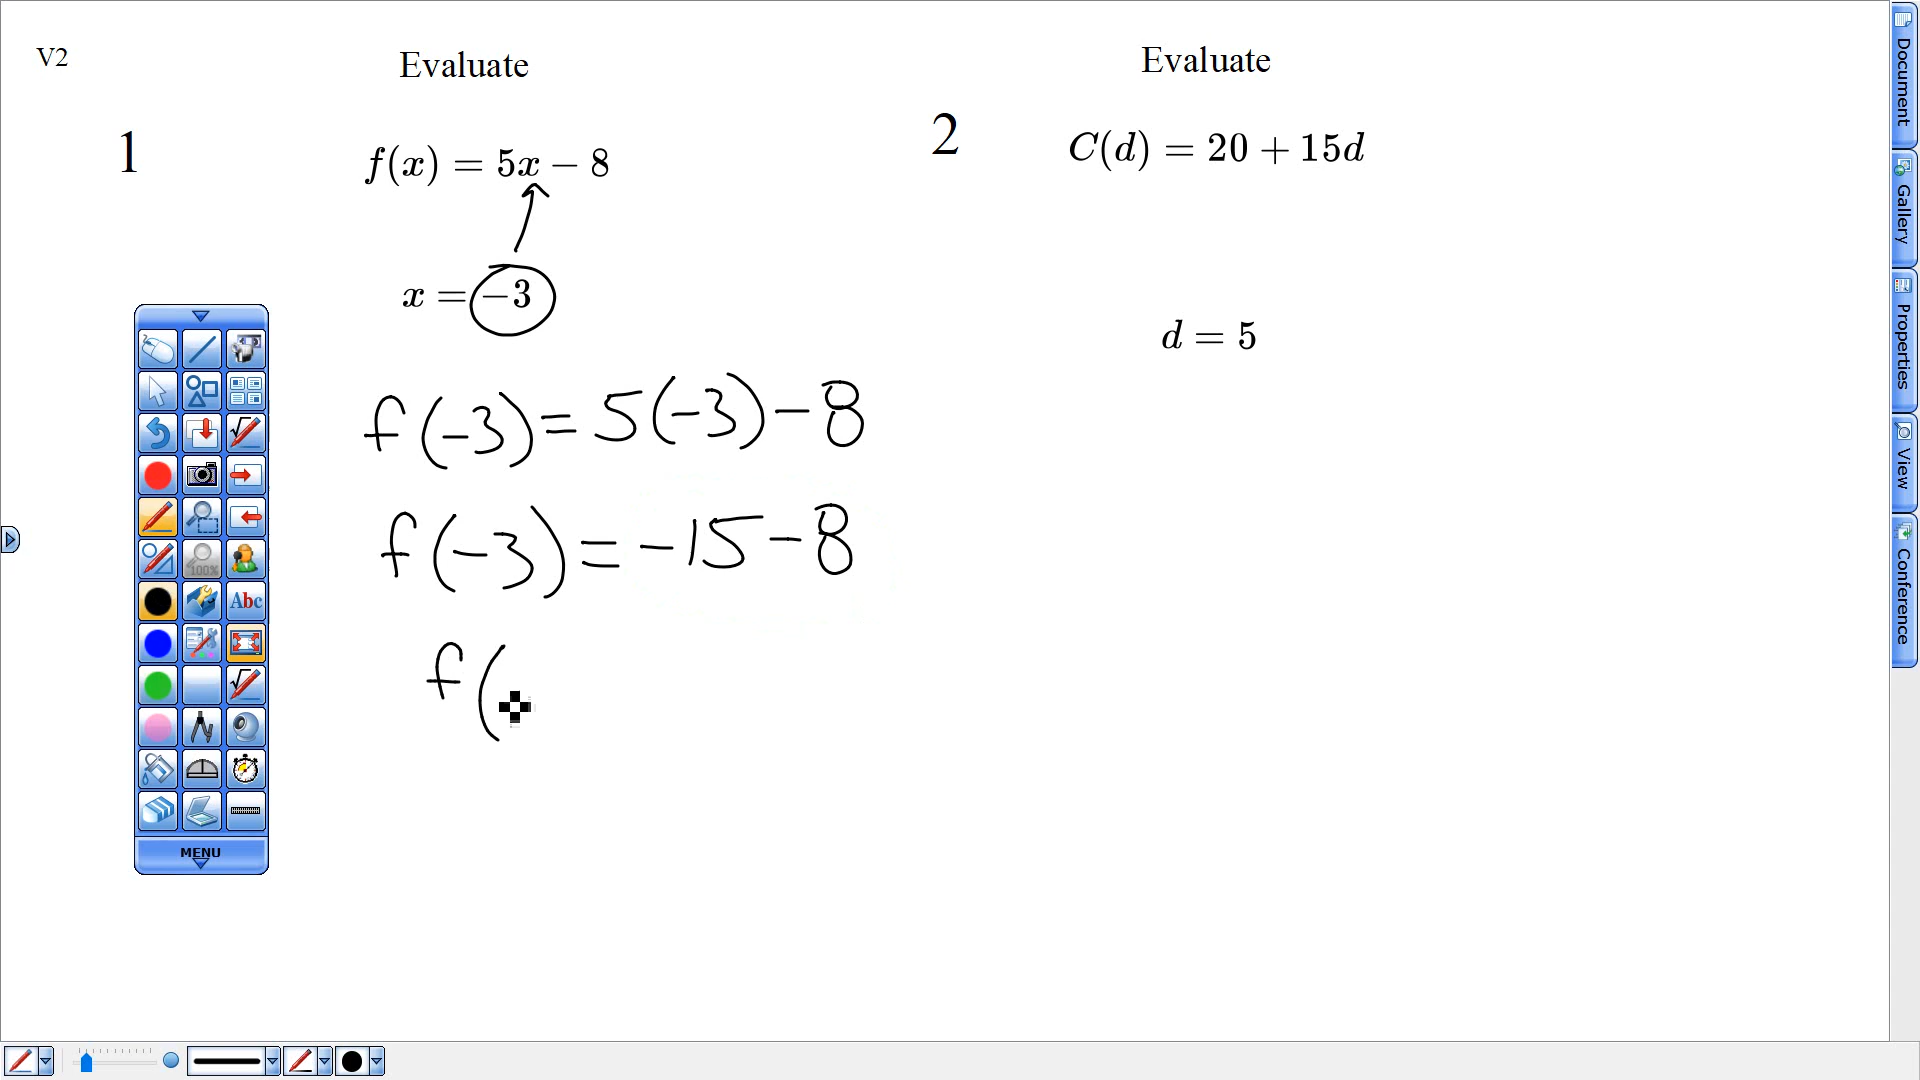 V2
Evaluate
1
f(x) = 5x − 8
x = −3
f(-3) = 5(-3) - 8
f(-3) = -15 - 8
f(
Evaluate
2
C(d) = 20 + 15d
d = 5
100%
Abc
MENU
Document
Gallery
Properties
View
Conference